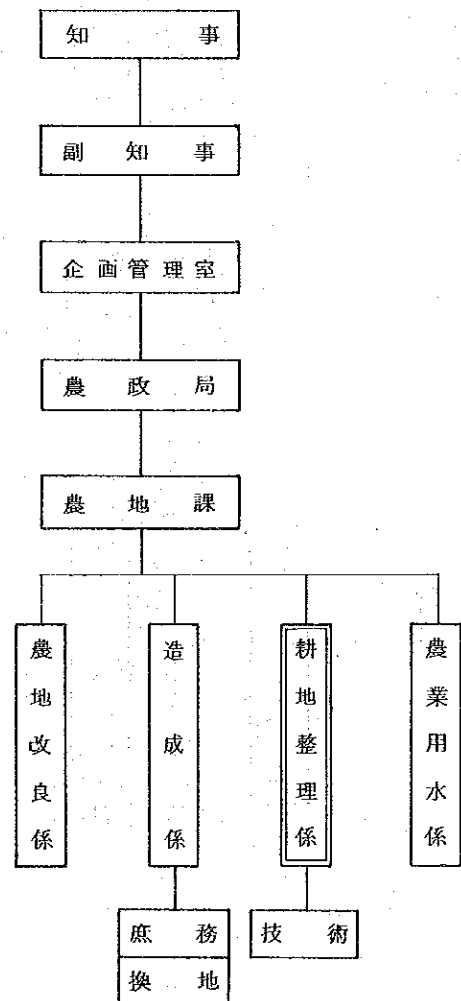 知事
副知事
企画管理室
農政局
農地課
農地改良係
造成係
耕地整理係
農業用水係
庶務
換地
技術